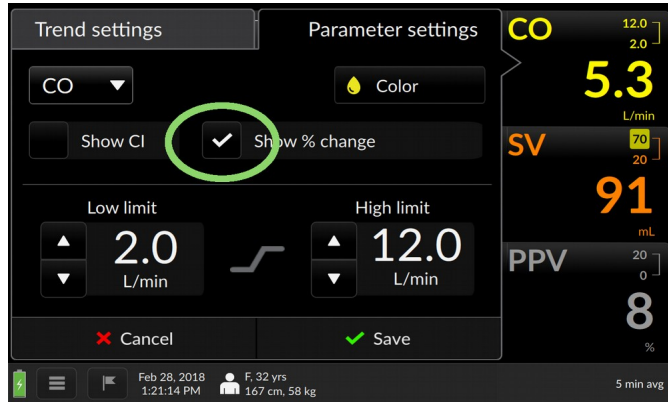 Trend settings
Parameter settings
CO
Color
Show CI
Show % change
Low limit
High limit
2.0
L/min
12.0
L/min
Cancel
Save
CO
12.0
2.0
5.3
L/min
SV
70
20
91
mL
PPV
20
0
8
%
Feb 28, 2018
1:21:14 PM
F, 32 yrs
167 cm, 58 kg
5 min avg